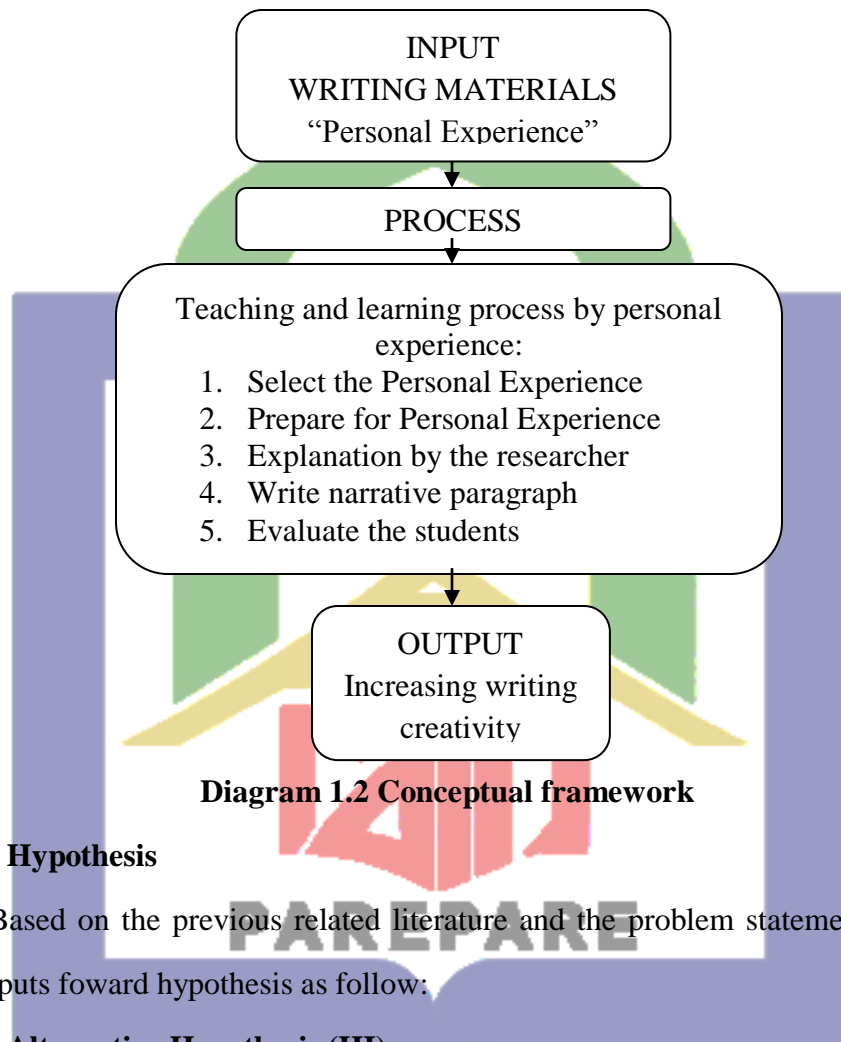 INPUT
WRITING MATERIALS
“Personal Experience”
PROCESS
Teaching and learning process by personal
experience:
1. Select the Personal Experience
2. Prepare for Personal Experience
3. Explanation by the researcher
4. Write narrative paragraph
5. Evaluate the students
OUTPUT
Increasing writing
creativity
Diagram 1.2 Conceptual framework
Hypothesis
Based on the previous related literature and the problem stateme
PAREPARE
puts foward hypothesis as follow: